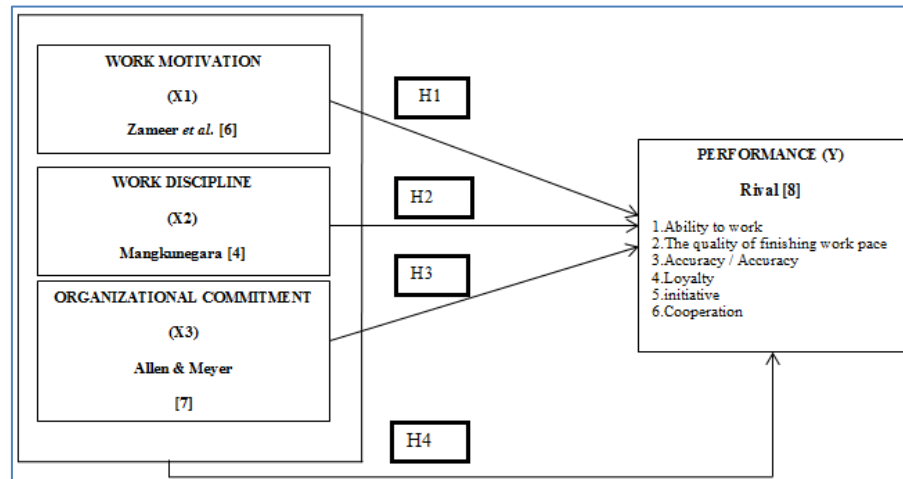 WORK MOTIVATION
(X1)
Zameer et al. [6]
WORK DISCIPLINE
(X2)
Mangkunegara [4]
ORGANIZATIONAL COMMITMENT
(X3)
Allen & Meyer
[7]
H1
H2
H3
H4
PERFORMANCE (Y)
Rival [8]
1.Ability to work
2.The quality of finishing work pace
3.Accuracy / Accuracy
4.Loyalty
5.initiative
6.Cooperation